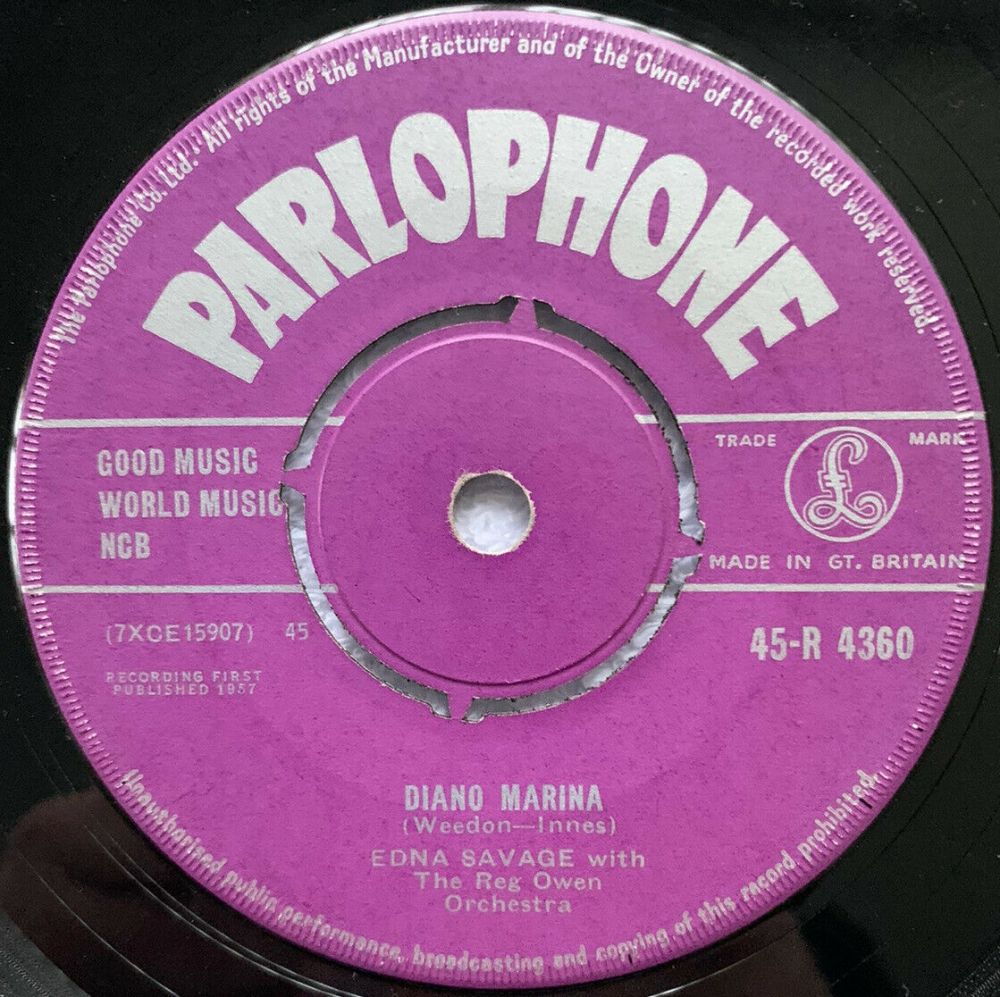 The Parlophone Co. Ltd. All rights of the Manufacturer and of the Owner of the recorded work reserved.
PARLOPHONE
GOOD MUSIC
WORLD MUSIC
NCB
TRADE MARK
£
MADE IN GT. BRITAIN
(7XCE15907) 45
45-R 4360
RECORDING FIRST
PUBLISHED 1957
DIANO MARINA
(Weedon—Innes)
EDNA SAVAGE with
The Reg Owen
Orchestra
Unauthorised public performance, broadcasting and copying of this record prohibited.